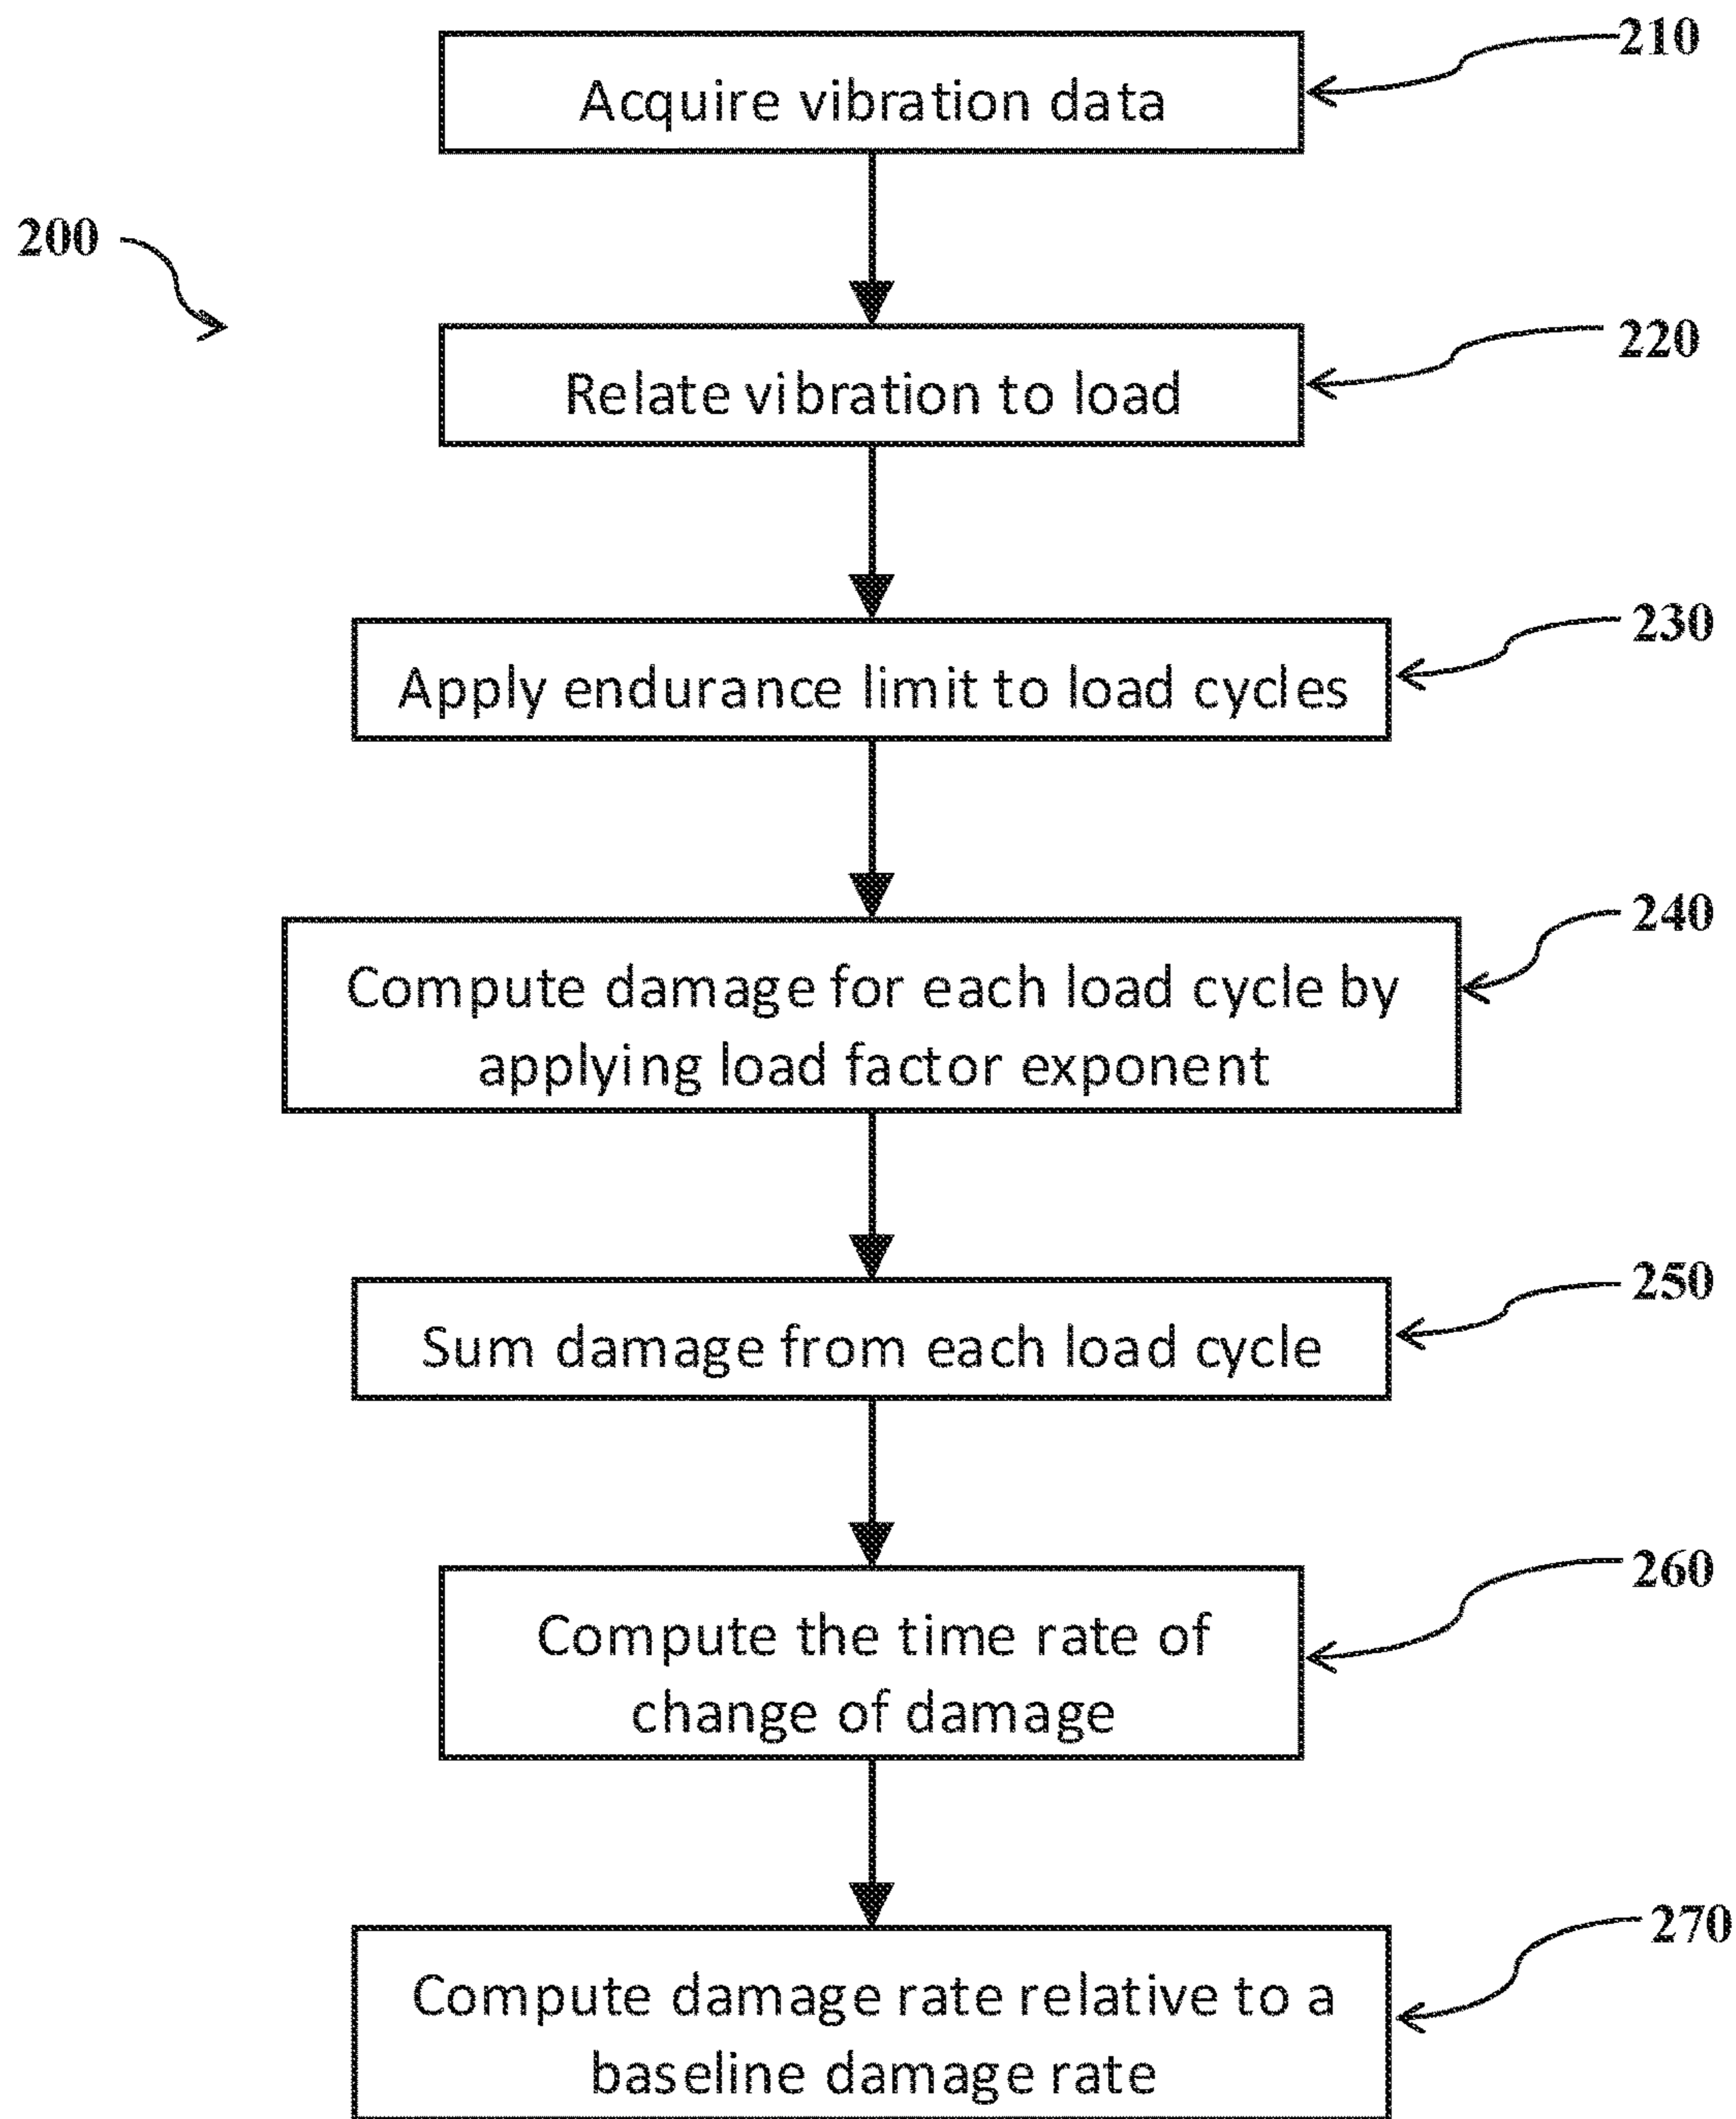 210
Acquire vibration data
200
220
Relate vibration to load
230
Apply endurance limit to load cycles
240
Compute damage for each load cycle by
applying load factor exponent
250
Sum damage from each load cycle
260
Compute the time rate of
change of damage
270
Compute damage rate relative to a
baseline damage rate